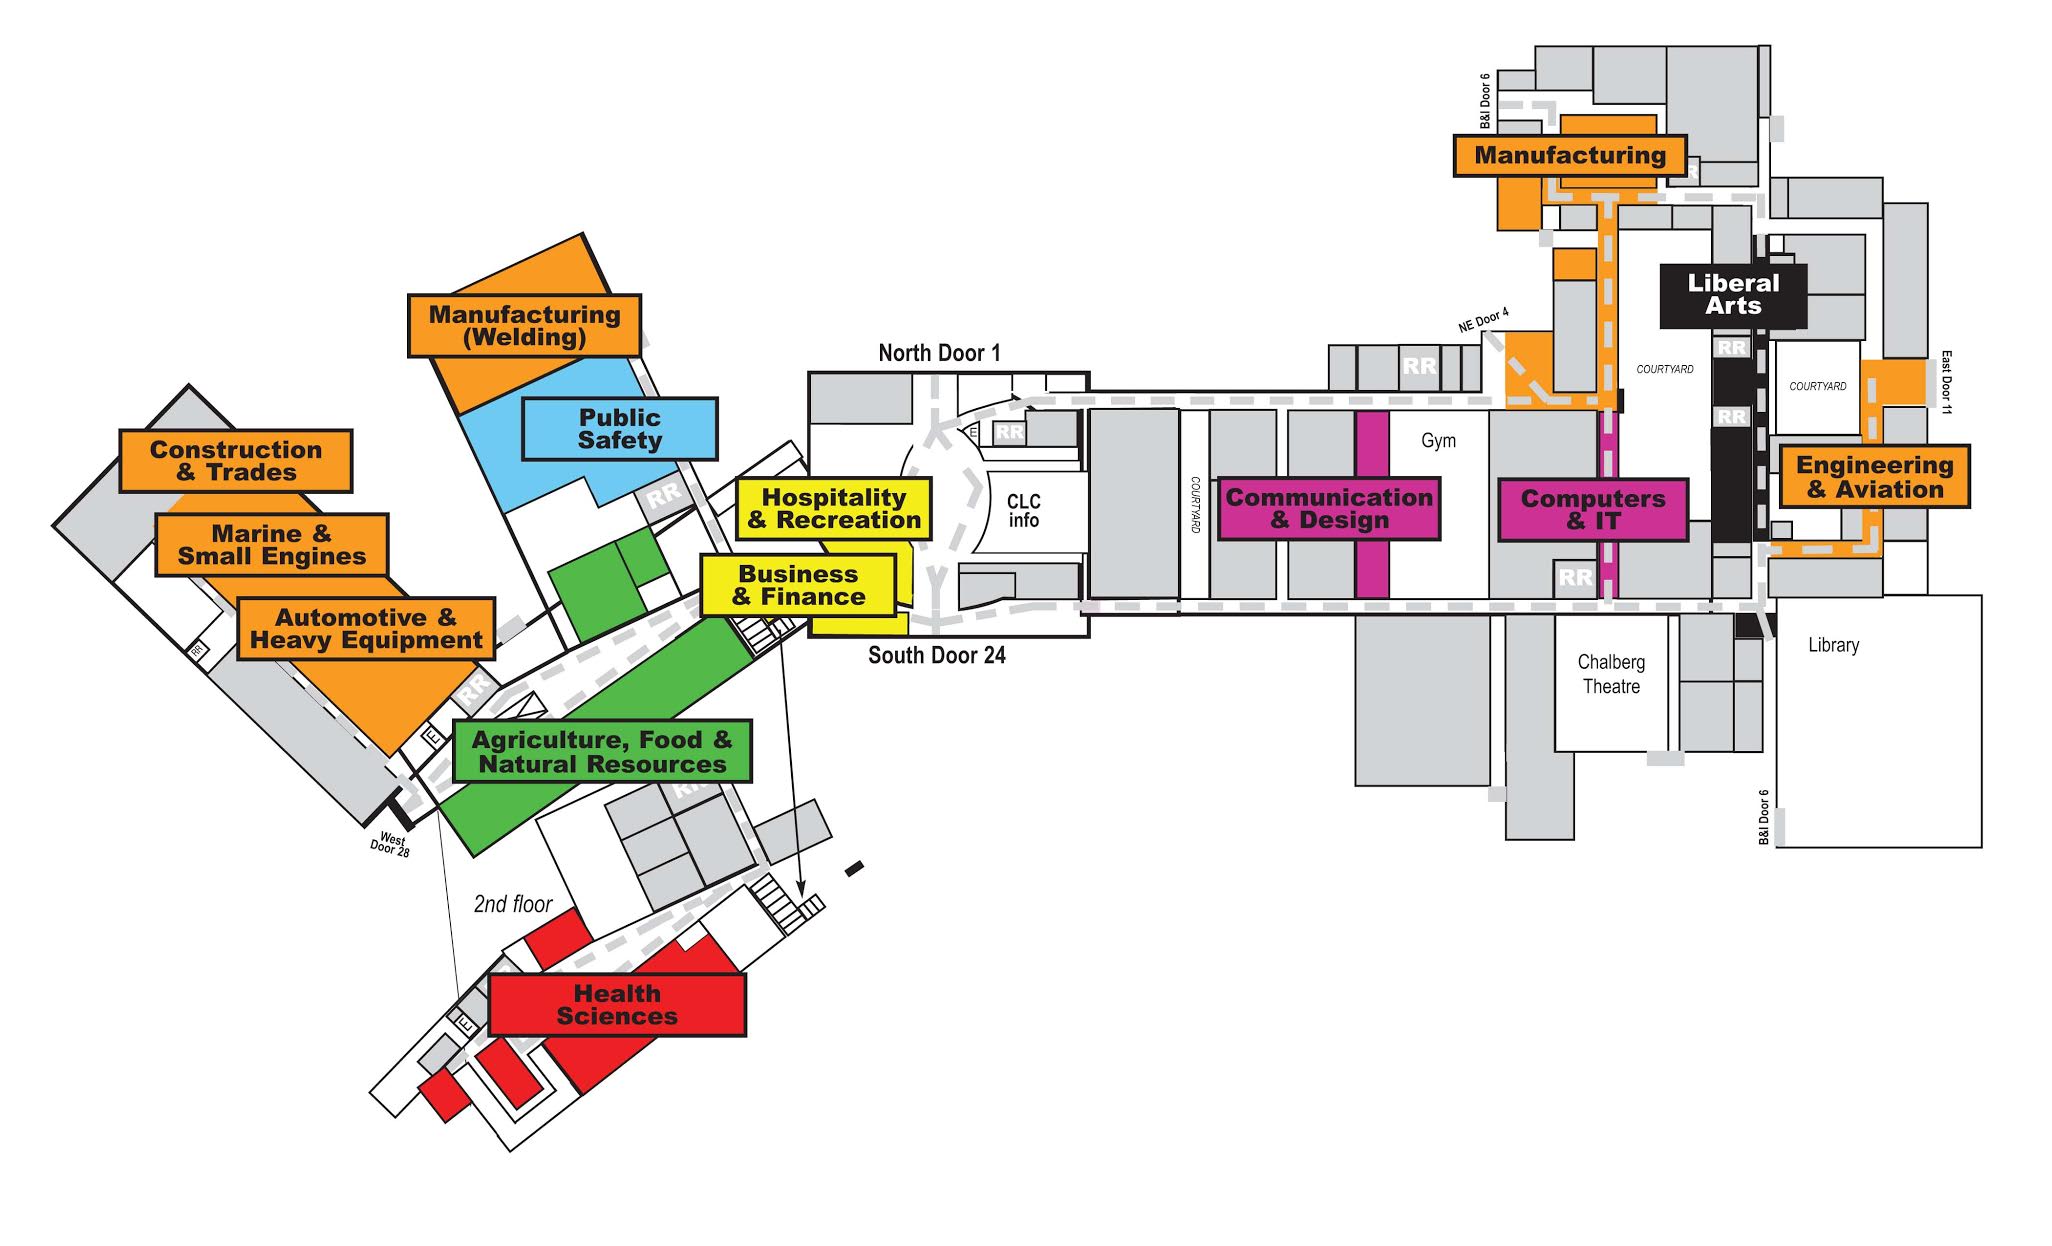 B&I Door 6
Manufacturing
R
Liberal
Arts
RR
RR
COURTYARD
COURTYARD
East Door 11
NE Door 4
RR
Manufacturing
(Welding)
Public
Safety
RR
North Door 1
E
RR
CLC
info
Hospitality
& Recreation
Business
& Finance
South Door 24
COURTYARD
Communication
& Design
Gym
Computers
& IT
RR
Engineering
& Aviation
Chalberg
Theatre
Library
B&I Door 6
Construction
& Trades
Marine &
Small Engines
Automotive &
Heavy Equipment
RR
RR
E
West
Door 28
Agriculture, Food &
Natural Resources
RR
2nd floor
Health
Sciences
E